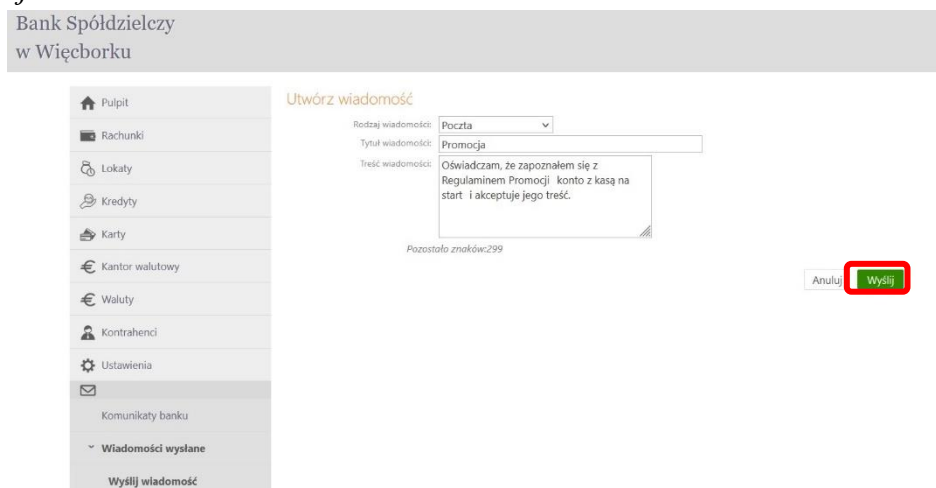 Bank Spółdzielczy
w Więcborku
Pulpit
Rachunki
Lokaty
Kredyty
Karty
Kantor walutowy
Waluty
Kontrahenci
Ustawienia
Komunikaty banku
Wiadomości wysłane
Wyślij wiadomość
Utwórz wiadomość
Rodzaj wiadomości: Poczta
Tytuł wiadomości: Promocja
Treść wiadomości: Oświadczam, że zapoznałem się z
Regulaminem Promocji konto z kasą na
start i akceptuje jego treść.
Pozostało znaków:299
Anuluj Wyślij